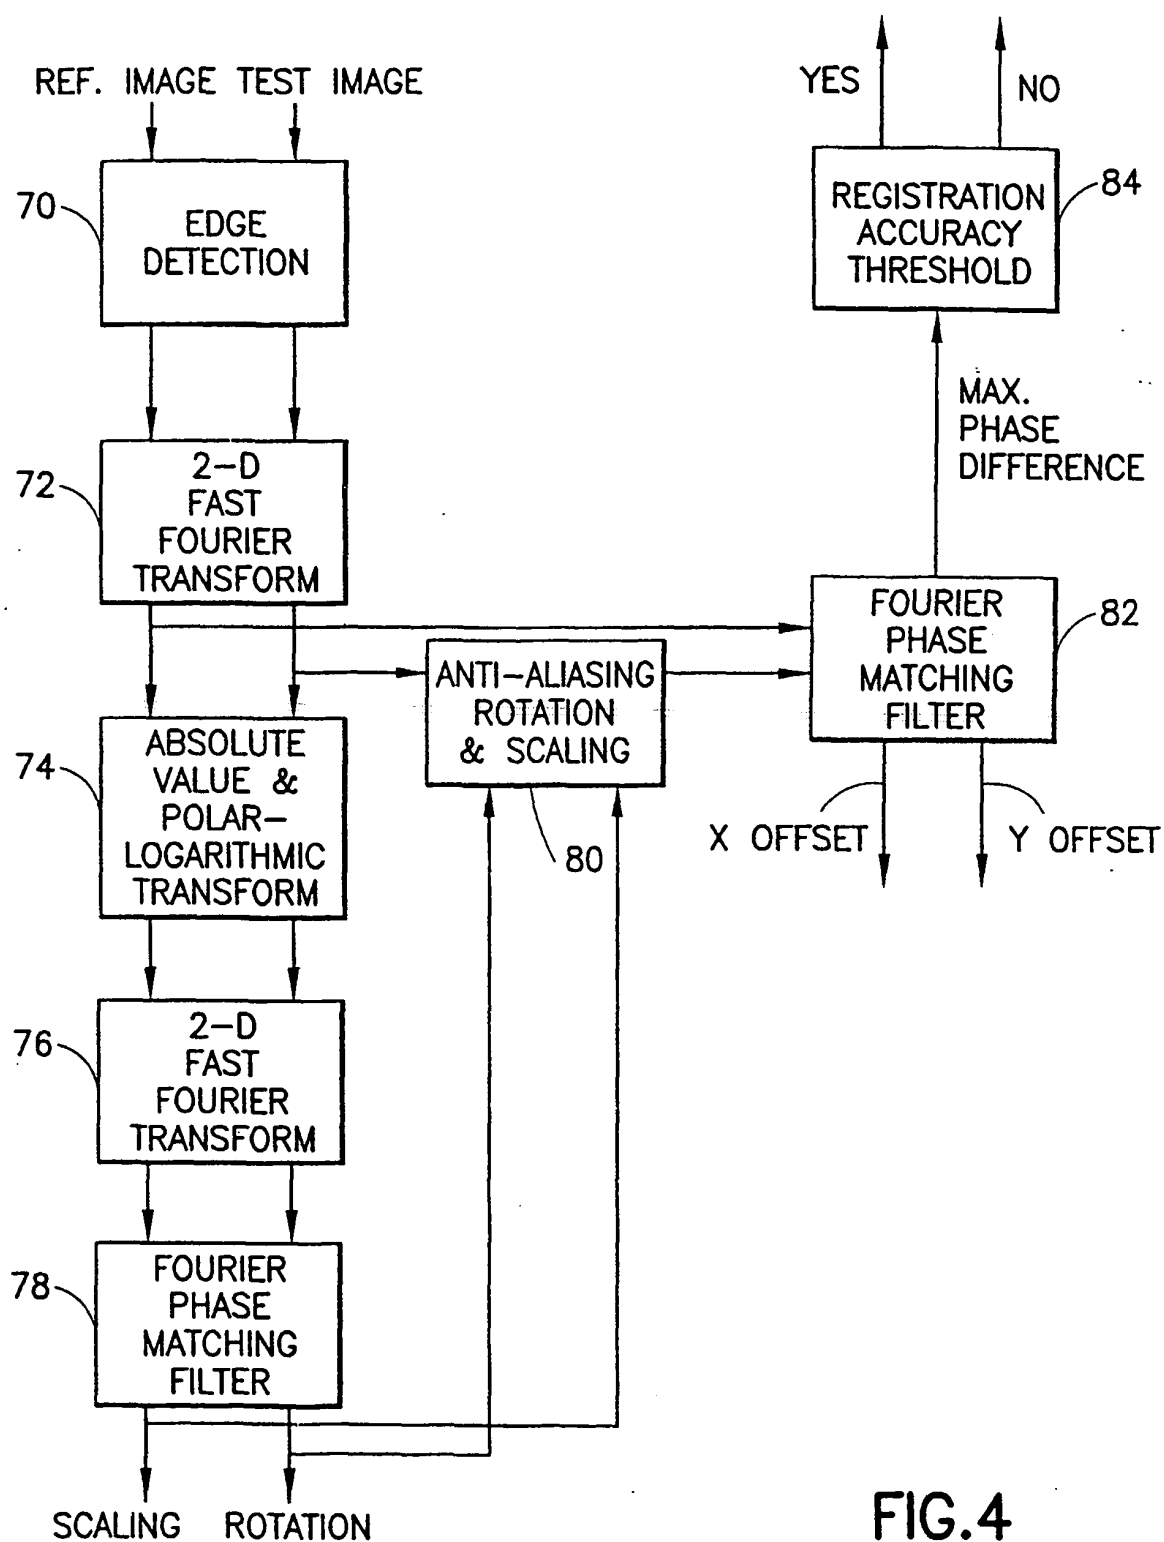 REF. IMAGE TEST IMAGE
70
EDGE
DETECTION
72
2-D
FAST
FOURIER
TRANSFORM
74
ABSOLUTE
VALUE &
POLAR-
LOGARITHMIC
TRANSFORM
76
2-D
FAST
FOURIER
TRANSFORM
78
FOURIER
PHASE
MATCHING
FILTER
SCALING
ROTATION
ANTI-ALIASING
ROTATION
& SCALING
80
YES
NO
REGISTRATION
ACCURACY
THRESHOLD
84
MAX.
PHASE
DIFFERENCE
FOURIER
PHASE
MATCHING
FILTER
82
X OFFSET
Y OFFSET
FIG.4